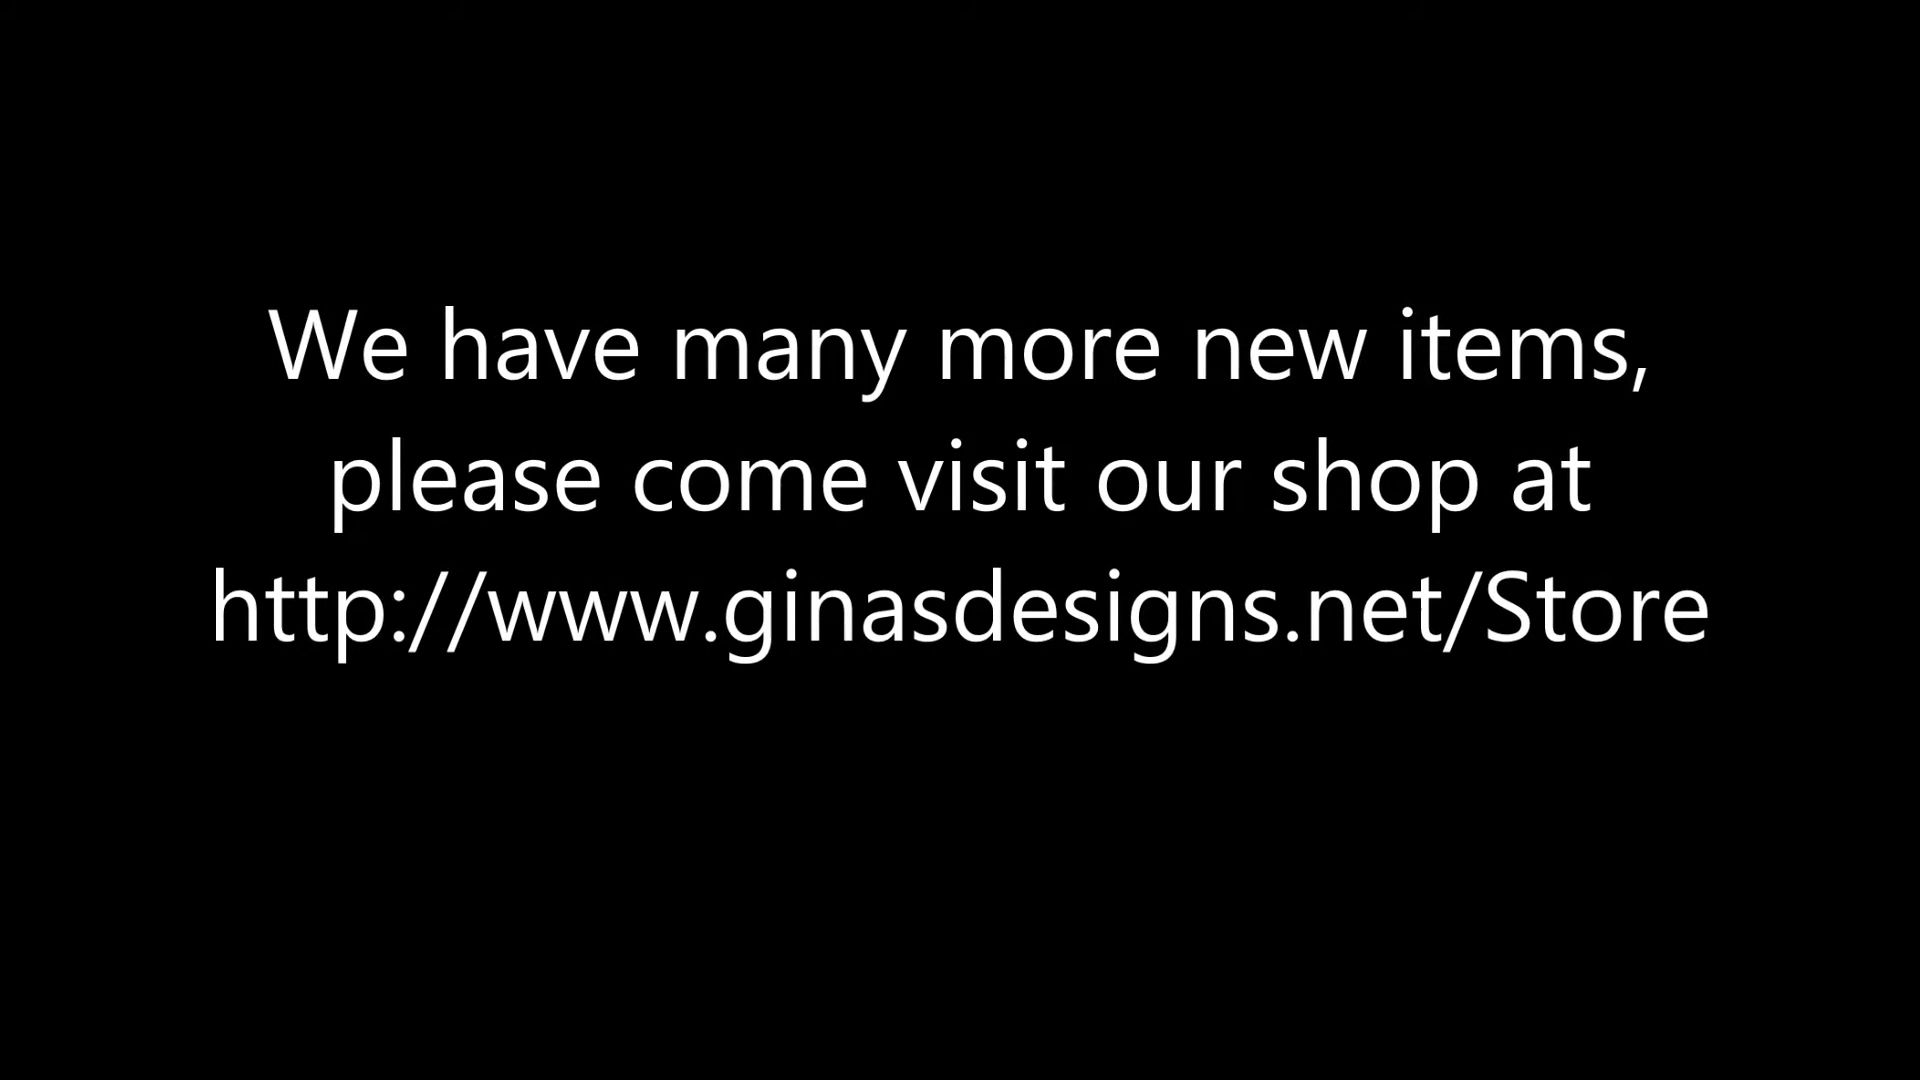 We have many more new items,
please come visit our shop at
http://www.ginasdesigns.net/Store